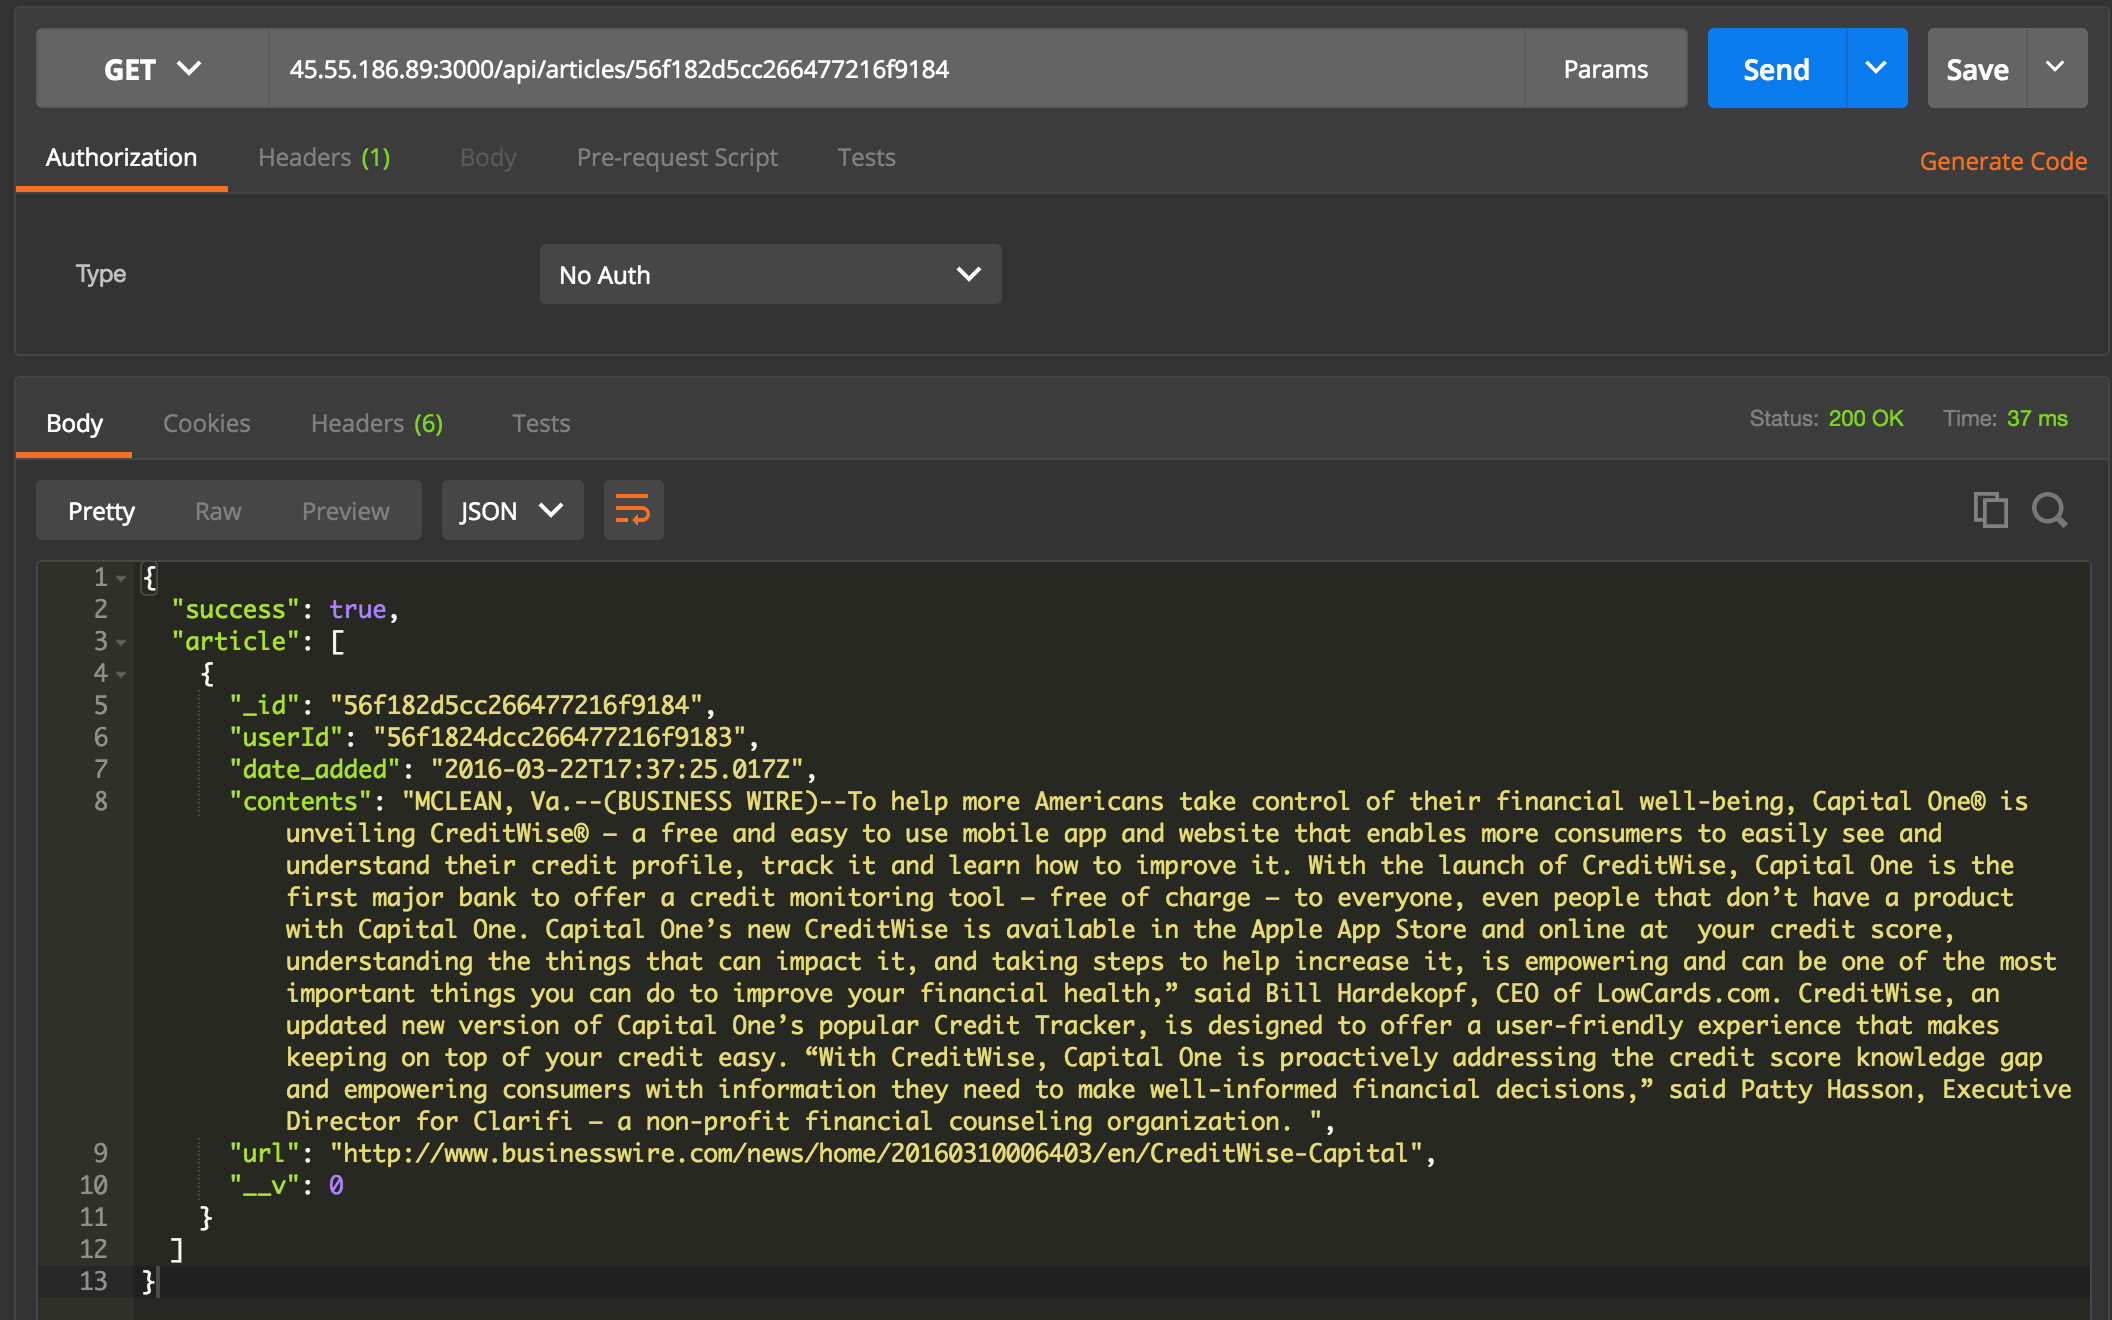 GET 45.55.186.89:3000/api/articles/56f182d5cc266477216f9184 Params Send Save
Authorization Headers (1) Body Pre-request Script Tests Generate Code
Type No Auth
Body Cookies Headers (6) Tests Status: 200 OK Time: 37 ms
Pretty Raw Preview JSON
1 {
2 "success": true,
3 "article": [
4 {
5 "_id": "56f182d5cc266477216f9184",
6 "userId": "56f1824dcc266477216f9183",
7 "date_added": "2016-03-22T17:37:25.017Z",
8 "contents": "MCLEAN, Va.--(BUSINESS WIRE)--To help more Americans take control of their financial well-being, Capital One® is
unveiling CreditWise® – a free and easy to use mobile app and website that enables more consumers to easily see and
understand their credit profile, track it and learn how to improve it. With the launch of CreditWise, Capital One is the
first major bank to offer a credit monitoring tool – free of charge – to everyone, even people that don’t have a product
with Capital One. Capital One’s new CreditWise is available in the Apple App Store and online at  your credit score,
understanding the things that can impact it, and taking steps to help increase it, is empowering and can be one of the most
important things you can do to improve your financial health,” said Bill Hardekopf, CEO of LowCards.com. CreditWise, an
updated new version of Capital One’s popular Credit Tracker, is designed to offer a user-friendly experience that makes
keeping on top of your credit easy. “With CreditWise, Capital One is proactively addressing the credit score knowledge gap
and empowering consumers with information they need to make well-informed financial decisions,” said Patty Hasson, Executive
Director for Clarifi – a non-profit financial counseling organization. ",
9 "url": "http://www.businesswire.com/news/home/20160310006403/en/CreditWise-Capital",
10 "__v": 0
11 }
12 ]
13 }